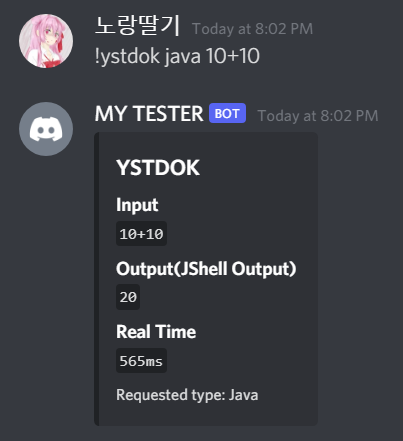 노랑딸기 Today at 8:02 PM
!ystdok java 10+10
MY TESTER BOT Today at 8:02 PM
YSTDOK
Input
10+10
Output(JShell Output)
20
Real Time
565ms
Requested type: Java